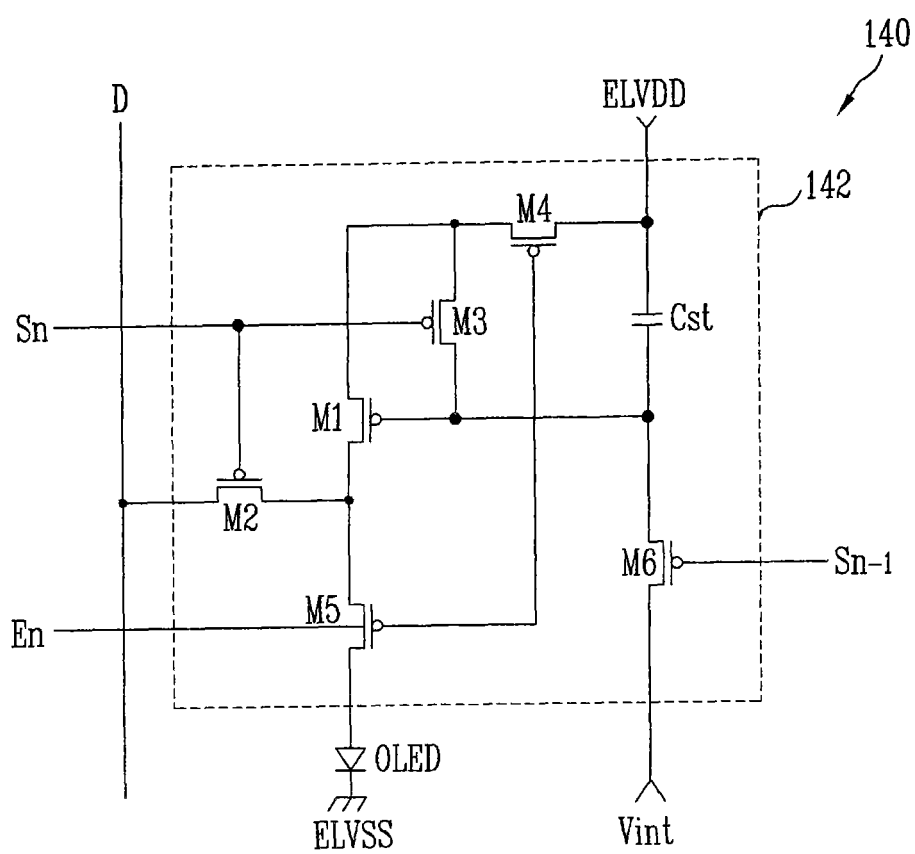 140
D
ELVDD
142
M4
Sn
M3
Cst
M1
M2
M6
Sn-1
M5
En
OLED
ELVSS
Vint